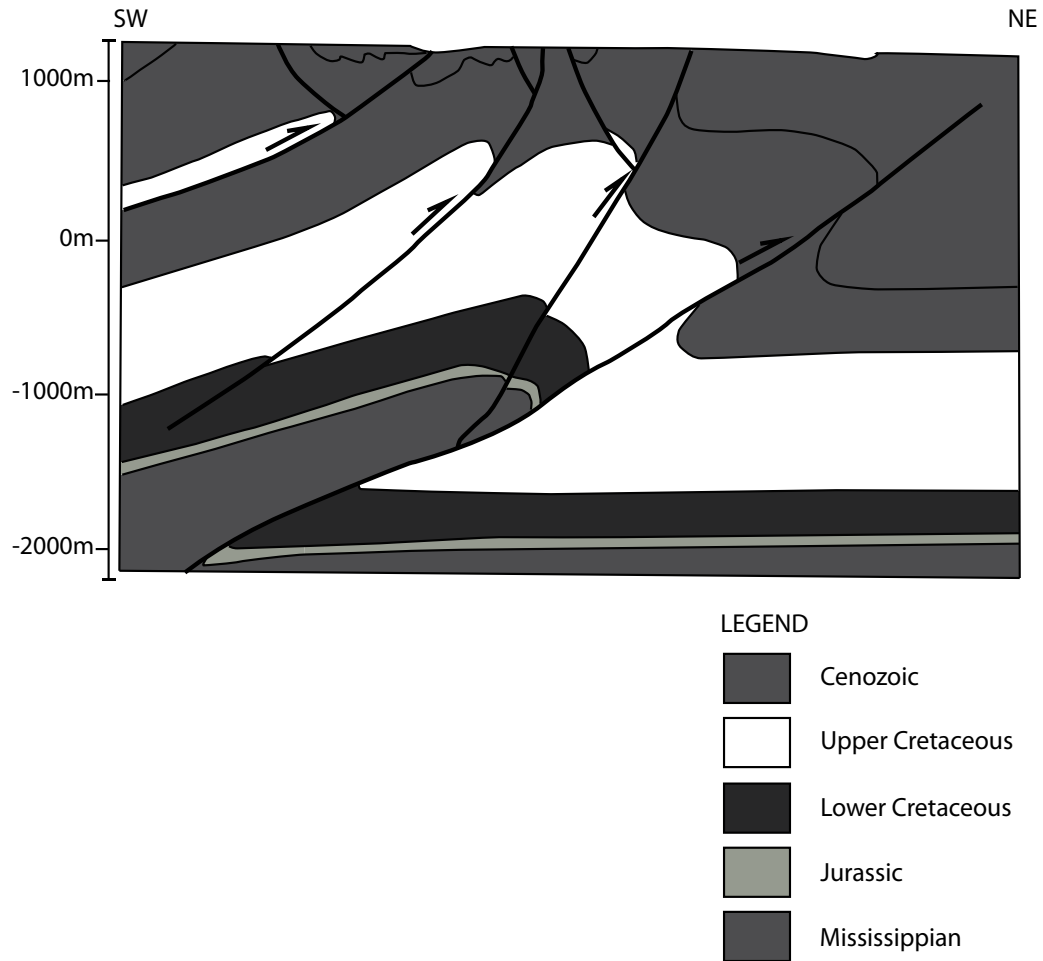 SW
NE
1000m
0m
-1000m
-2000m
LEGEND
Cenozoic
Upper Cretaceous
Lower Cretaceous
Jurassic
Mississippian